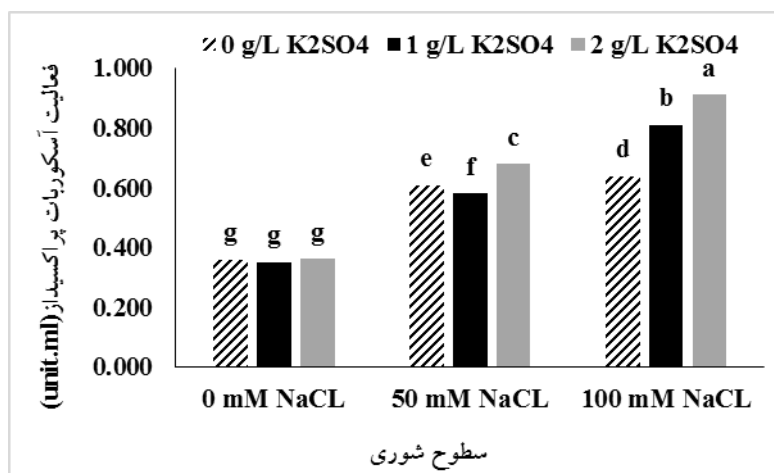 0 g/L K2SO4 1 g/L K2SO4 2 g/L K2SO4
فعالیت آسکوربات پراکسیداز(unit.ml))
1.000
0.800
0.600
0.400
0.200
0.000
g g g
e f c
d b a
0 mM NaCL 50 mM NaCL 100 mM NaCL
سطوح شوری